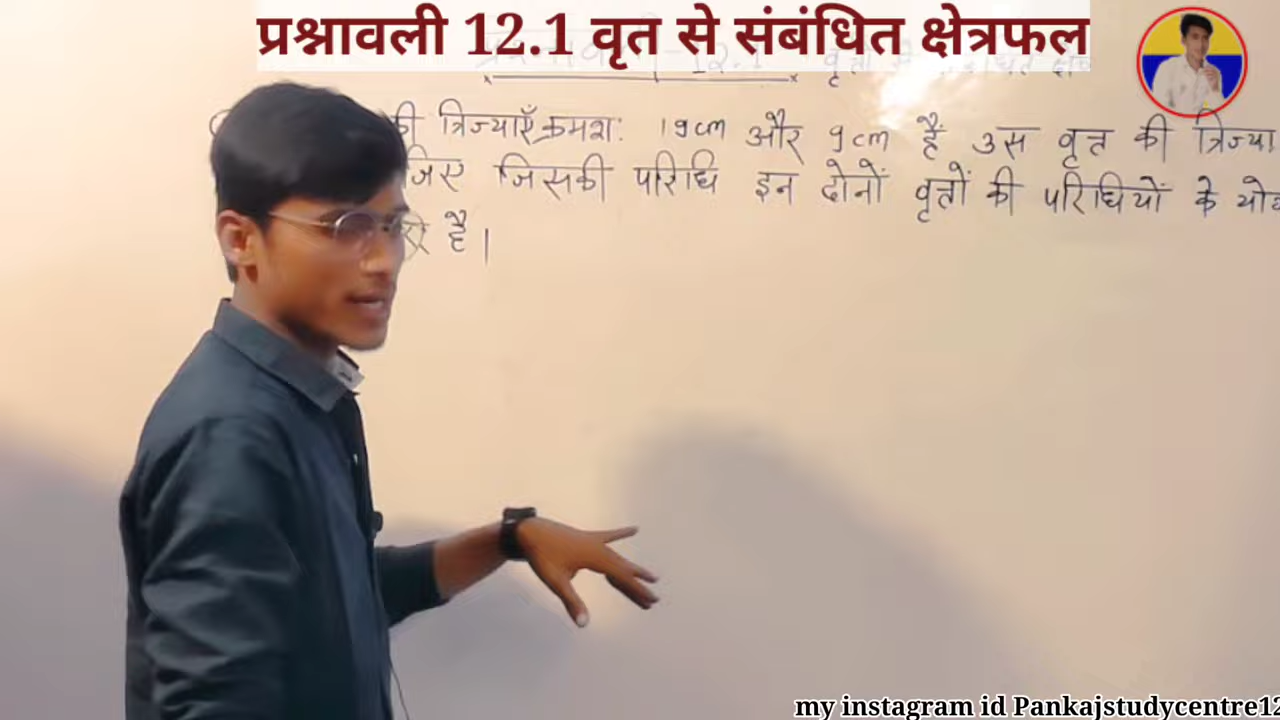 प्रश्नावली 12.1 वृत से संबंधित क्षेत्रफल
की त्रिज्याएँ क्रमश: 19cm और 9cm हैं उस वृत्त की त्रिज्या
जिए जिसकी परिधि इन दोनों वृतों की परिधियों के
है।
my instagram id Pankajstudycentre12